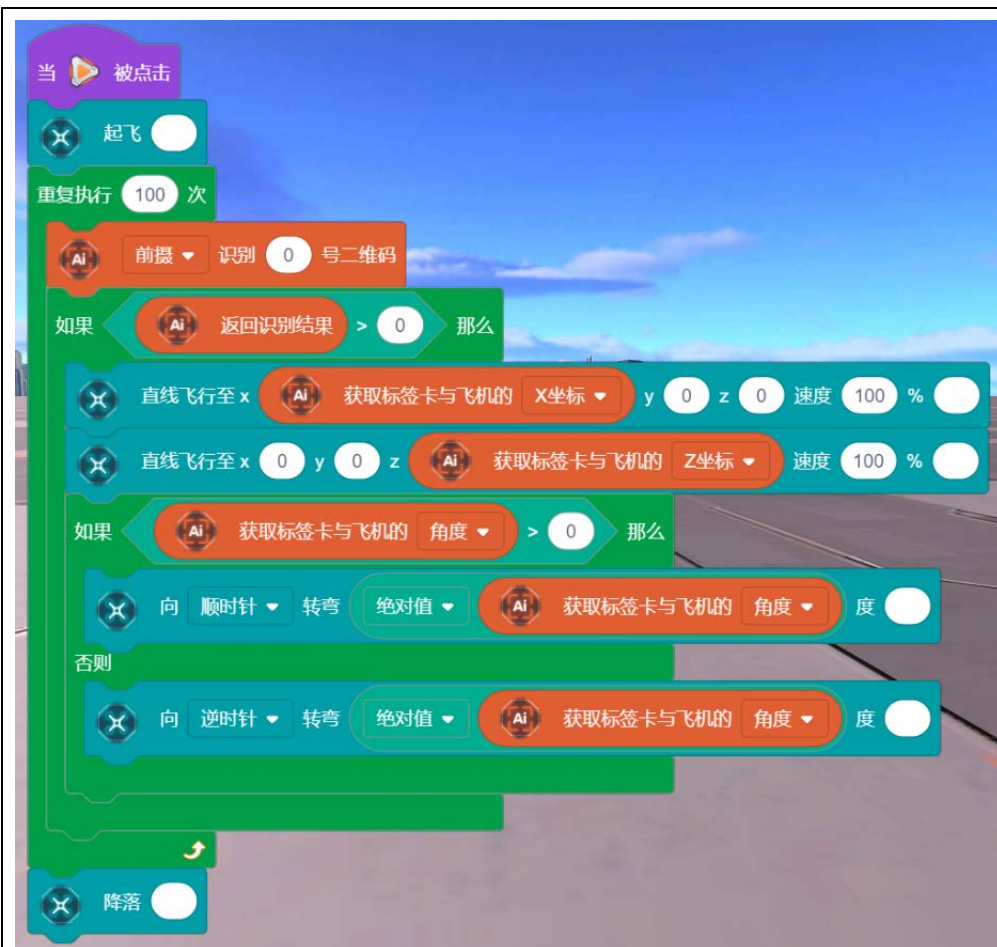 当 被点击
起飞
重复执行 100 次
Ai 前摄 识别 0 号二维码
如果 Ai 返回识别结果 > 0 那么
直线飞行至 x Ai 获取标签卡与飞机的 X坐标 y 0 z 0 速度 100 %
直线飞行至 x 0 y 0 z Ai 获取标签卡与飞机的 Z坐标 速度 100 %
如果 Ai 获取标签卡与飞机的 角度 > 0 那么
向 顺时针 转弯 绝对值 Ai 获取标签卡与飞机的 角度 度
否则
向 逆时针 转弯 绝对值 Ai 获取标签卡与飞机的 角度 度
降落